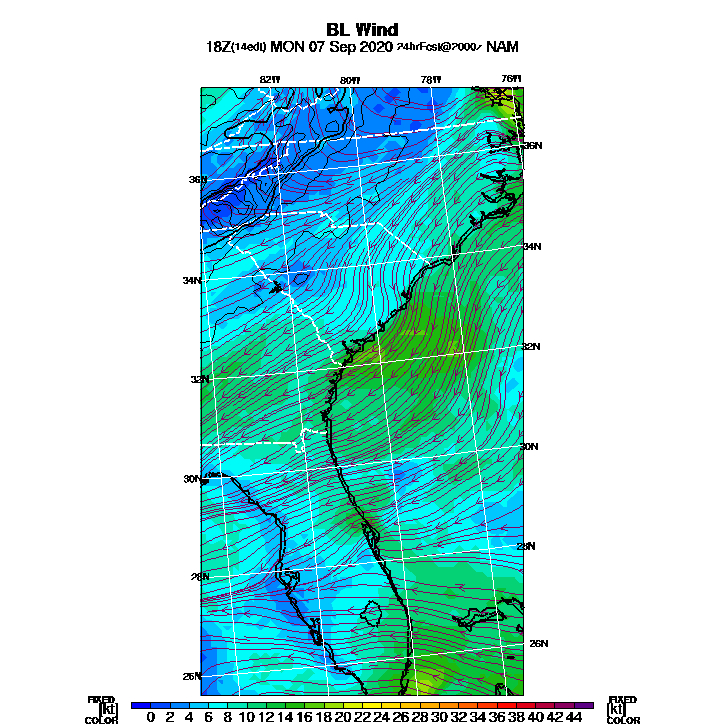 BL Wind
18Z(14edt) MON 07 Sep 2020 24hrFcst@2000z NAM
82W 80W 78W 76W
36N
36N
34N
34N
32N
32N
30N
30N
28N
28N
26N
26N
FIXED [kt] COLOR
0 2 4 6 8 10 12 14 16 18 20 22 24 26 28 30 32 34 36 38 40 42 44
FIXED [kt] COLOR